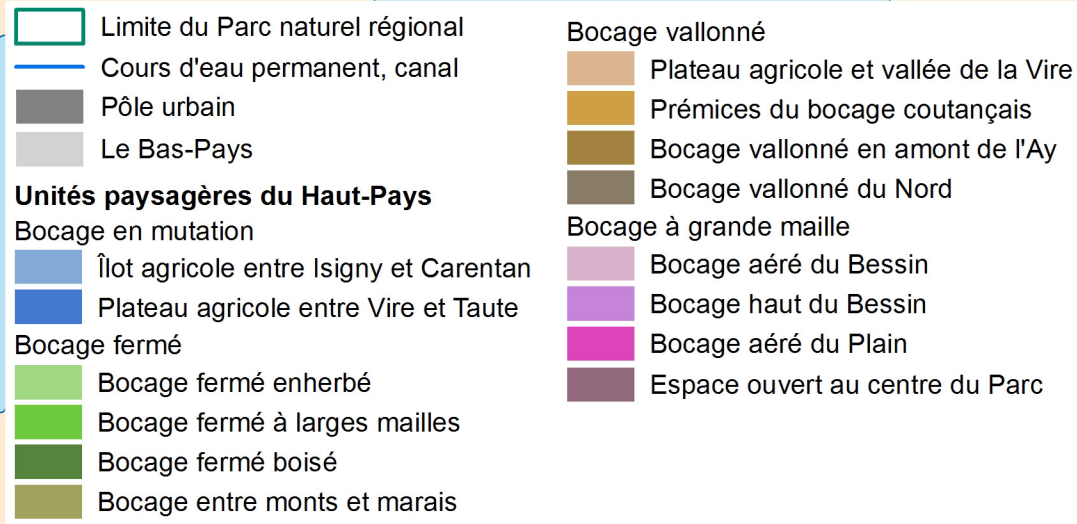 Limite du Parc naturel régional
Cours d'eau permanent, canal
Pôle urbain
Le Bas-Pays
Unités paysagères du Haut-Pays
Bocage en mutation
Îlot agricole entre Isigny et Carentan
Plateau agricole entre Vire et Taute
Bocage fermé
Bocage fermé enherbé
Bocage fermé à larges mailles
Bocage fermé boisé
Bocage entre monts et marais
Bocage vallonné
Plateau agricole et vallée de la Vire
Prémices du bocage coutançais
Bocage vallonné en amont de l'Ay
Bocage vallonné du Nord
Bocage à grande maille
Bocage aéré du Bessin
Bocage haut du Bessin
Bocage aéré du Plain
Espace ouvert au centre du Parc